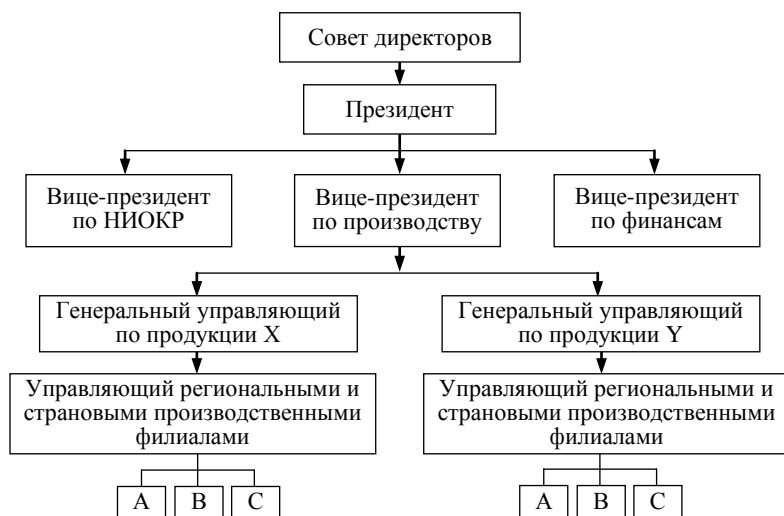 Совет директоров
Президент
Вице-президент
по НИОКР
Вице-президент
по производству
Вице-президент
по финансам
Генеральный управляющий
по продукции X
Генеральный управляющий
по продукции Y
Управляющий региональными и
страновыми производственными
филиалами
Управляющий региональными и
страновыми производственными
филиалами
A
B
C
A
B
C